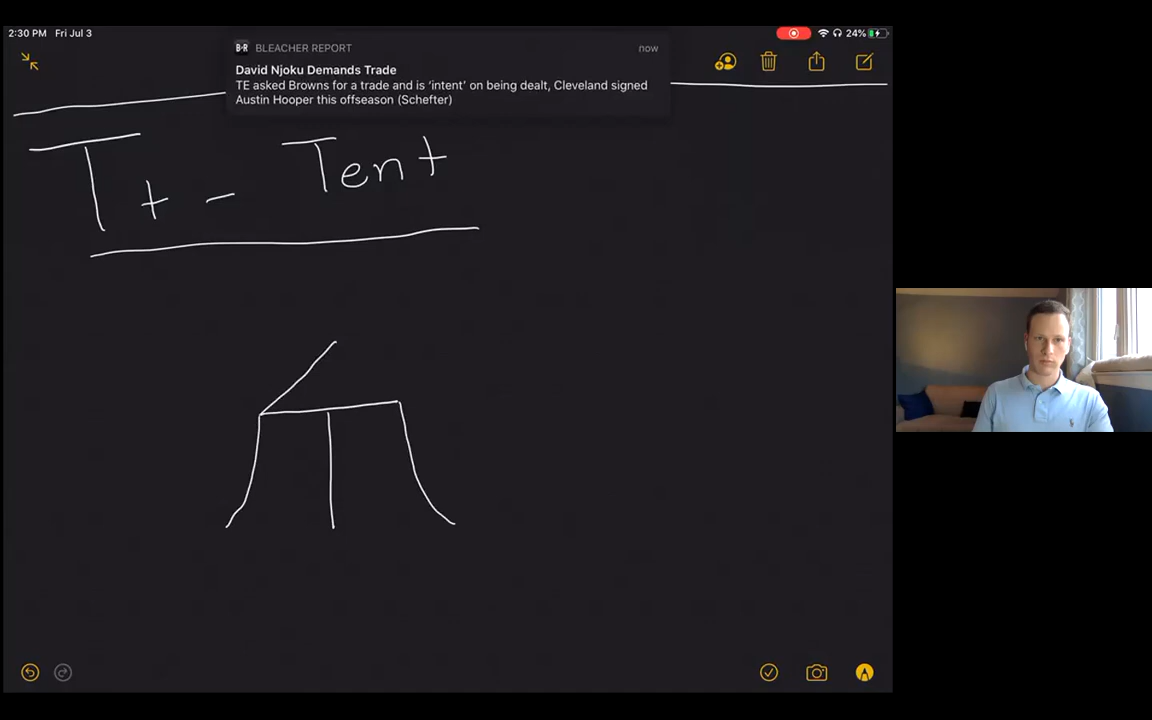 2:30 PM Fri Jul 3
24%
B·R BLEACHER REPORT
now
David Njoku Demands Trade
TE asked Browns for a trade and is ‘intent’ on being dealt, Cleveland signed
Austin Hooper this offseason (Schefter)
Tt - Tent